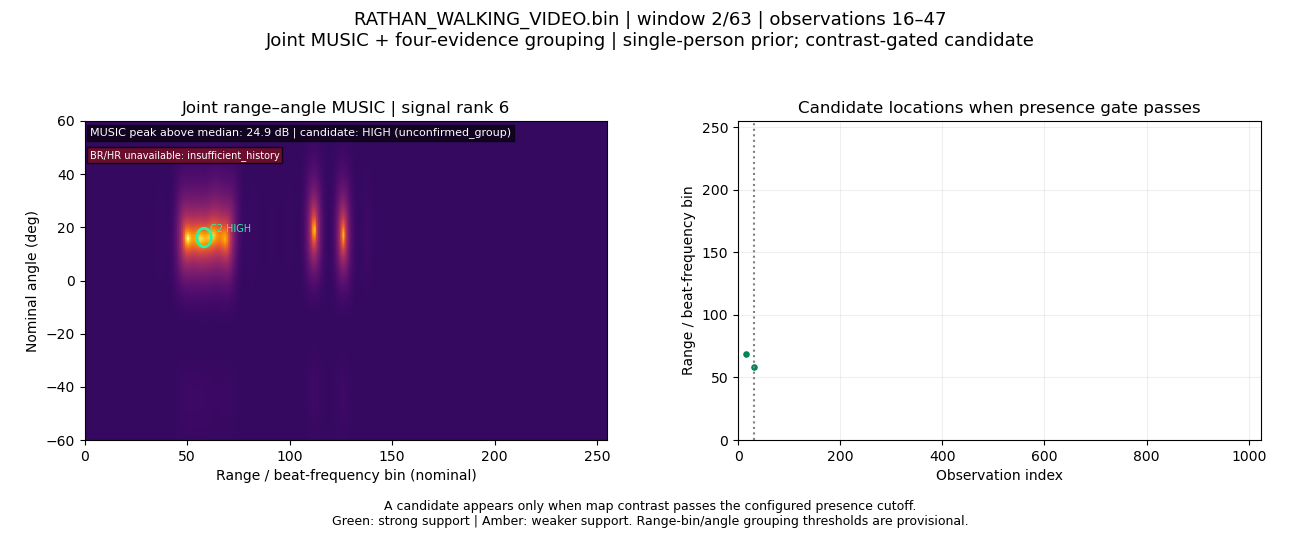 RATHAN_WALKING_VIDEO.bin | window 2/63 | observations 16–47
Joint MUSIC + four-evidence grouping | single-person prior; contrast-gated candidate
Joint range–angle MUSIC | signal rank 6
MUSIC peak above median: 24.9 dB | candidate: HIGH (unconfirmed_group)
BR/HR unavailable: insufficient_history
HIGH
60
40
20
0
−20
−40
−60
Nominal angle (deg)
0
50
100
150
200
250
Range / beat-frequency bin (nominal)
Candidate locations when presence gate passes
250
200
150
100
50
0
Range / beat-frequency bin
0
200
400
600
800
1000
Observation index
A candidate appears only when map contrast passes the configured presence cutoff.
Green: strong support | Amber: weaker support. Range-bin/angle grouping thresholds are provisional.